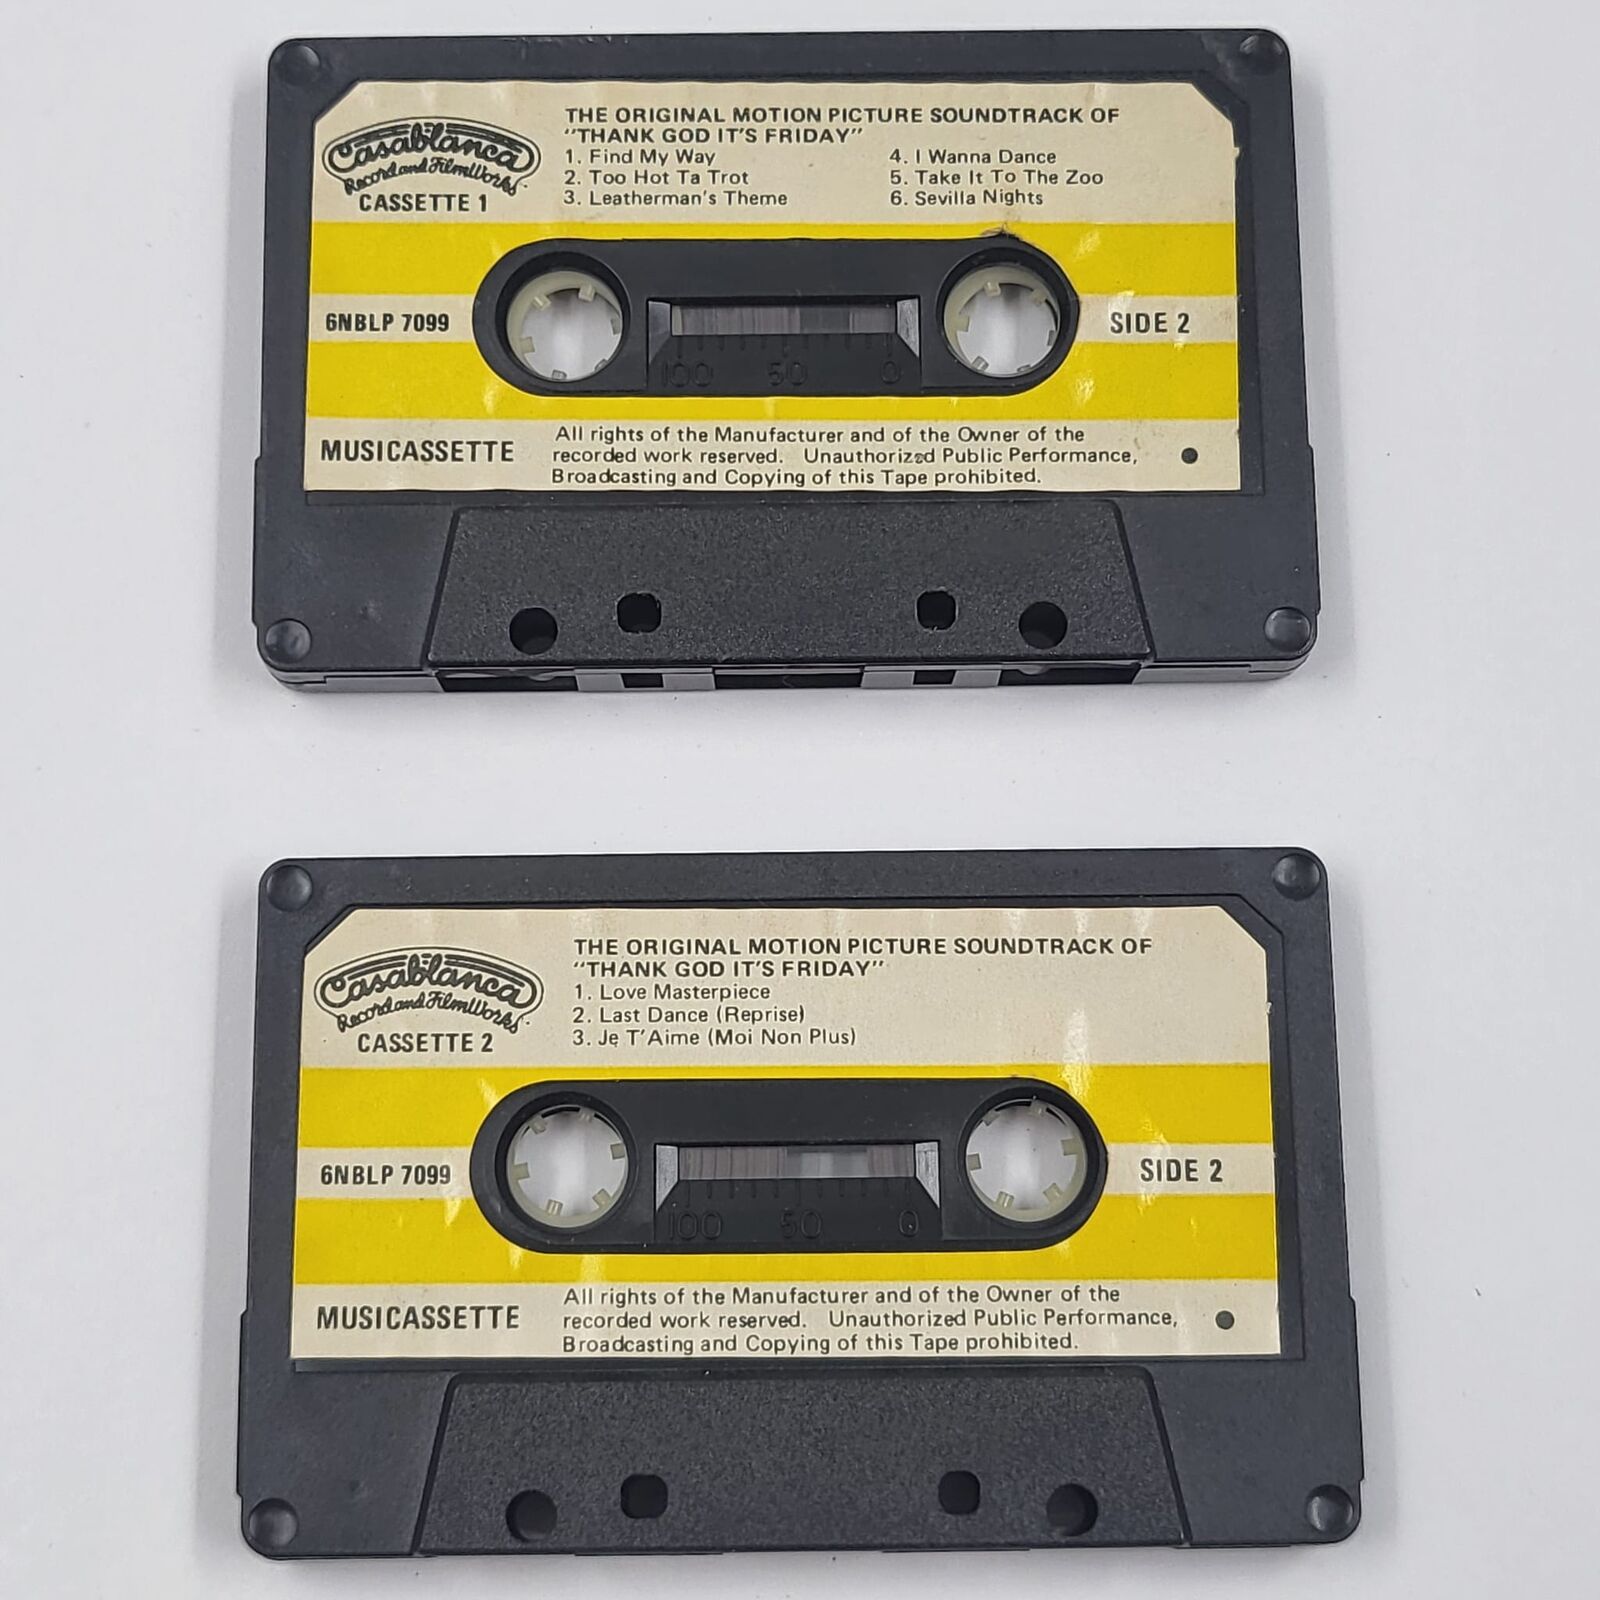 Casablanca
Record and FilmWorks
CASSETTE 1
THE ORIGINAL MOTION PICTURE SOUNDTRACK OF
"THANK GOD IT'S FRIDAY"
1. Find My Way
2. Too Hot Ta Trot
3. Leatherman's Theme
4. I Wanna Dance
5. Take It To The Zoo
6. Sevilla Nights
6NBLP 7099
100 50 0
SIDE 2
MUSICASSETTE
All rights of the Manufacturer and of the Owner of the
recorded work reserved. Unauthorized Public Performance,
Broadcasting and Copying of this Tape prohibited.
Casablanca
Record and FilmWorks
CASSETTE 2
THE ORIGINAL MOTION PICTURE SOUNDTRACK OF
"THANK GOD IT'S FRIDAY"
1. Love Masterpiece
2. Last Dance (Reprise)
3. Je T'Aime (Moi Non Plus)
6NBLP 7099
100 50 0
SIDE 2
MUSICASSETTE
All rights of the Manufacturer and of the Owner of the
recorded work reserved. Unauthorized Public Performance,
Broadcasting and Copying of this Tape prohibited.